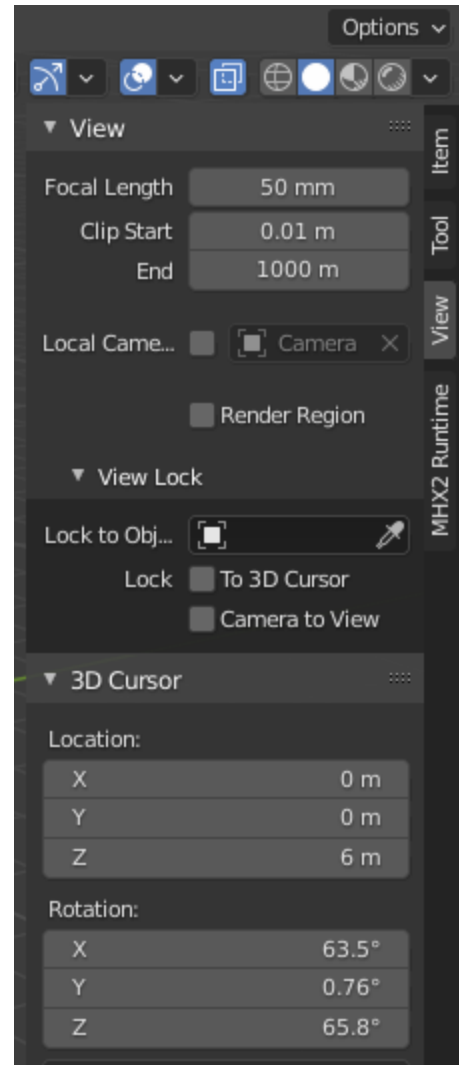 Options
View
Focal Length 50 mm
Clip Start 0.01 m
End 1000 m
Local Came... Camera
Render Region
View Lock
Lock to Obj...
Lock To 3D Cursor
Camera to View
3D Cursor
Location:
X 0 m
Y 0 m
Z 6 m
Rotation:
X 63.5°
Y 0.76°
Z 65.8°
Item
Tool
View
MHX2 Runtime